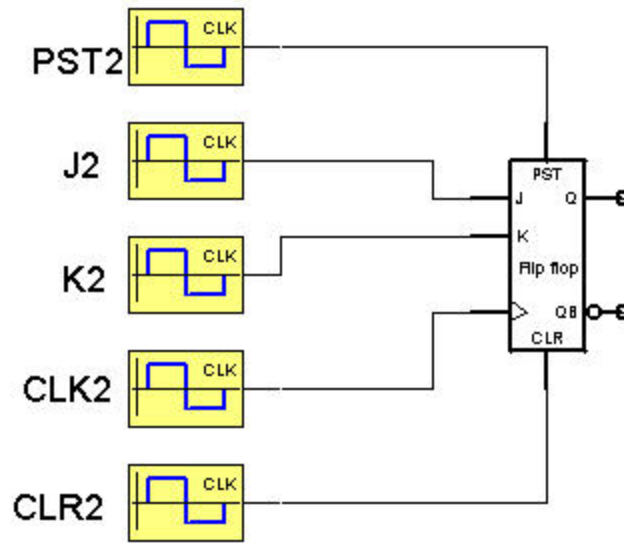 CLK
PST2
CLK
J2
CLK
K2
CLK
CLK2
CLK
CLR2
PST
J Q
K
Flip flop
QB
CLR